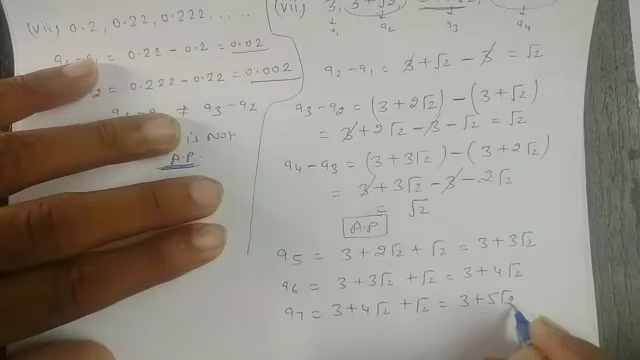 (vii) 0.2, 0.22, 0.222 .....
= 0.22 - 0.2 = 0.02
= 0.222 - 0.22 = 0.002
≠ a3 - a2
is not
A.P.
(vii) 3, 3+√2,
a1 a2 a3 a4
a2 - a1 = 3 + √2 - 3 = √2
a3 - a2 = (3 + 2√2) - (3 + √2)
= 3 + 2√2 - 3 - √2 = √2
a4 - a3 = (3 + 3√2) - (3 + 2√2)
= 3 + 3√2 - 3 - 2√2
= √2
A.P.
a5 = 3 + 2√2 + √2 = 3 + 3√2
a6 = 3 + 3√2 + √2 = 3 + 4√2
a7 = 3 + 4√2 + √2 = 3 + 5√2